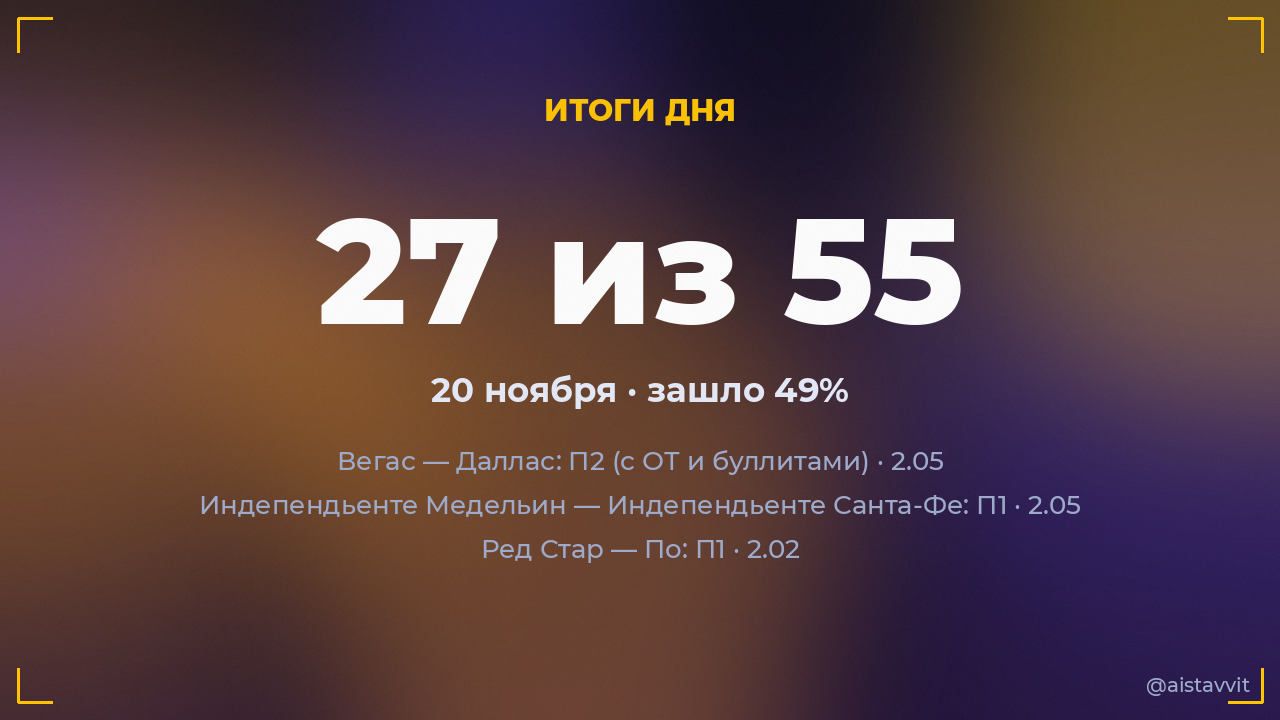 ИТОГИ ДНЯ
27 из 55
20 ноября · зашло 49%
Вегас — Даллас: П2 (с ОТ и буллитами) · 2.05
Индепендьенте Медельин — Индепендьенте Санта-Фе: П1 · 2.05
Ред Стар — По: П1 · 2.02
@aistavvit